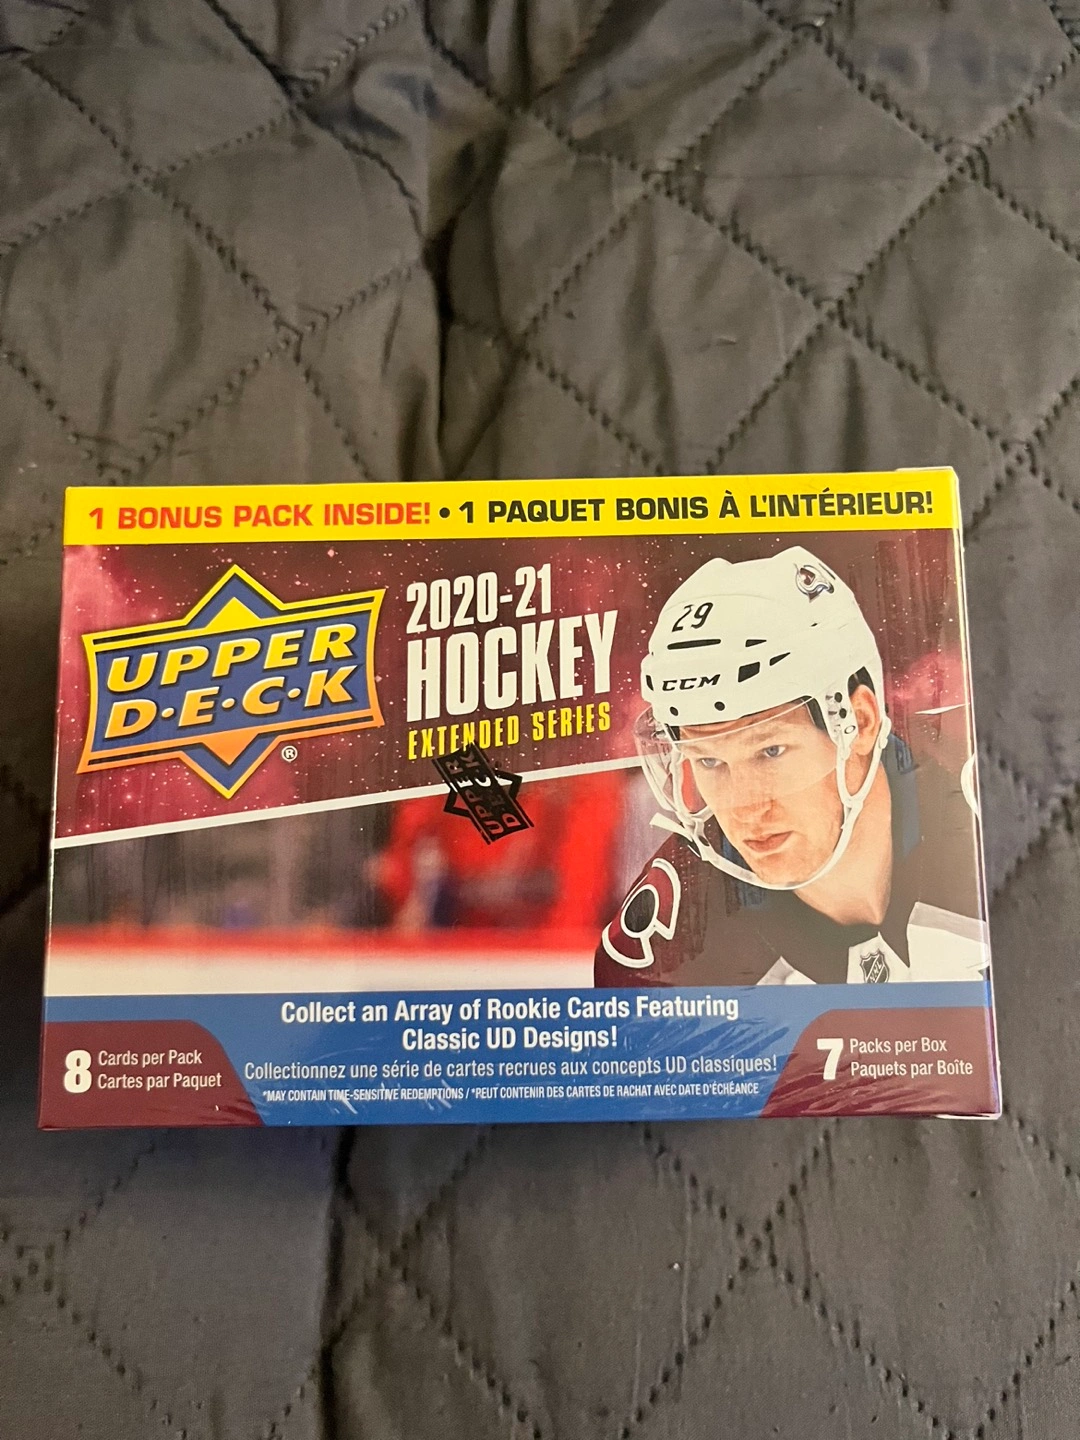 1 BONUS PACK INSIDE! • 1 PAQUET BONIS À L'INTÉRIEUR!
UPPER
D·E·C·K
®
2020-21
HOCKEY
EXTENDED SERIES
UPPER
DECK
29
CCM
NHL
Collect an Array of Rookie Cards Featuring
Classic UD Designs!
Collectionnez une série de cartes recrues aux concepts UD classiques!
*MAY CONTAIN TIME-SENSITIVE REDEMPTIONS / *PEUT CONTENIR DES CARTES DE RACHAT AVEC DATE D'ÉCHÉANCE
8 Cards per Pack
Cartes par Paquet
7 Packs per Box
Paquets par Boîte